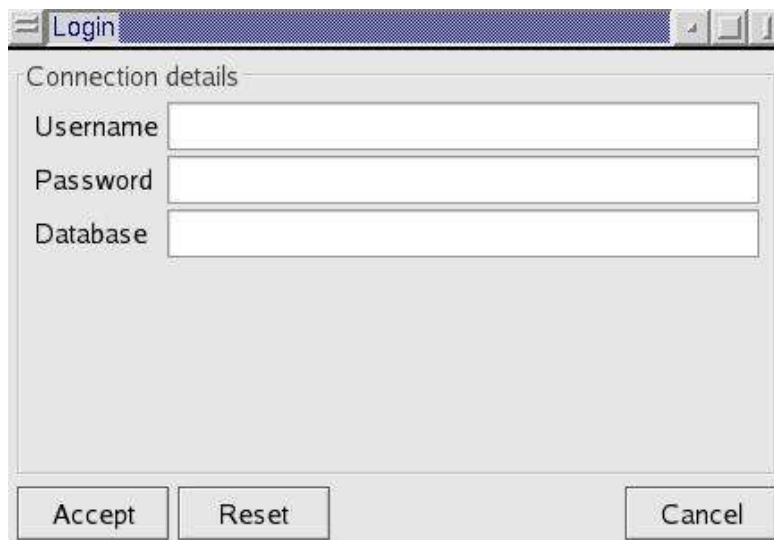 Login
Connection details
Username
Password
Database
Accept Reset Cancel